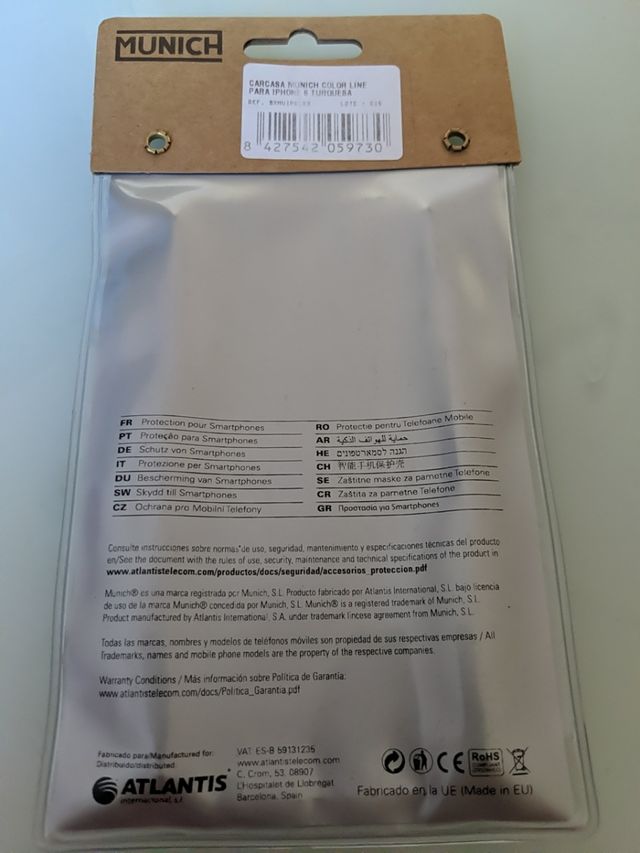 MUNICH
CARCASA MUNICH COLOR LINE
PARA IPHONE 6 TURQUESA
8 427542 059730
FR Protection pour Smartphones
PT Proteção para Smartphones
DE Schutz von Smartphones
IT Protezione per Smartphones
DU Bescherming van Smartphones
SW Skydd till Smartphones
CZ Ochrana pro Mobilní Telefony
RO Protectie pentru Telefoane Mobile
AR حماية للهواتف الذكية
HE הגנה לסמארטפונים
CH 智能手机保护壳
SE Zaštitne maske za pametne Telefone
CR Zaštita za pametne Telefone
GR Προστασία για Smartphones
Consulte instrucciones sobre normas de uso, seguridad, mantenimiento y especificaciones técnicas del producto
en/See the document with the rules of use, security, maintenance and technical specifications of the product in
www.atlantistelecom.com/productos/docs/seguridad/accesorios_proteccion.pdf
Munich® es una marca registrada por Munich, S.L. Producto fabricado por Atlantis International, S.L. bajo licencia
de uso de la marca Munich® concedida por Munich, S.L. Munich® is a registered trademark of Munich, S.L.
Product manufactured by Atlantis International, S.A. under trademark lincese agreement from Munich, S.L.
Todas las marcas, nombres y modelos de teléfonos móviles son propiedad de sus respectivas empresas / All
Trademarks, names and mobile phone models are the property of the respective companies.
Warranty Conditions / Más información sobre Política de Garantía:
www.atlantistelecom.com/docs/Politica_Garantia.pdf
Fabricado para/Manufactured for:
Distribuido/distributed
ATLANTIS
internacional, s.l.
VAT ES-B 59131235
www.atlantistelecom.com
C. Crom, 53. 08907
L'Hospitalet de Llobregat
Barcelona, Spain
CE
RoHS
Fabricado en la UE (Made in EU)